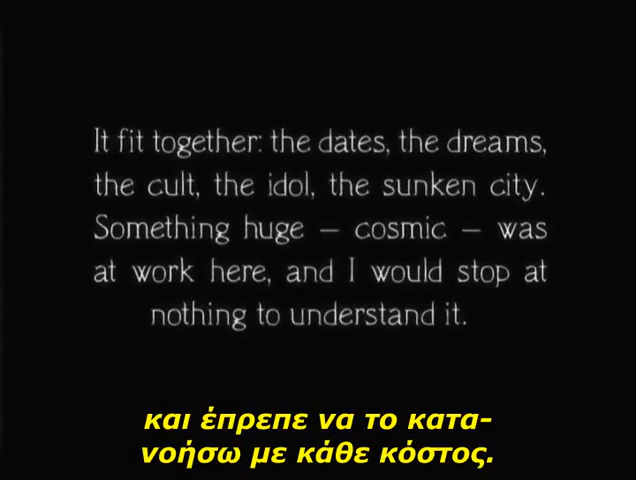 It fit together: the dates, the dreams,
the cult, the idol, the sunken city.
Something huge – cosmic – was
at work here, and I would stop at
nothing to understand it.
και έπρεπε να το κατα-
νοήσω με κάθε κόστος.